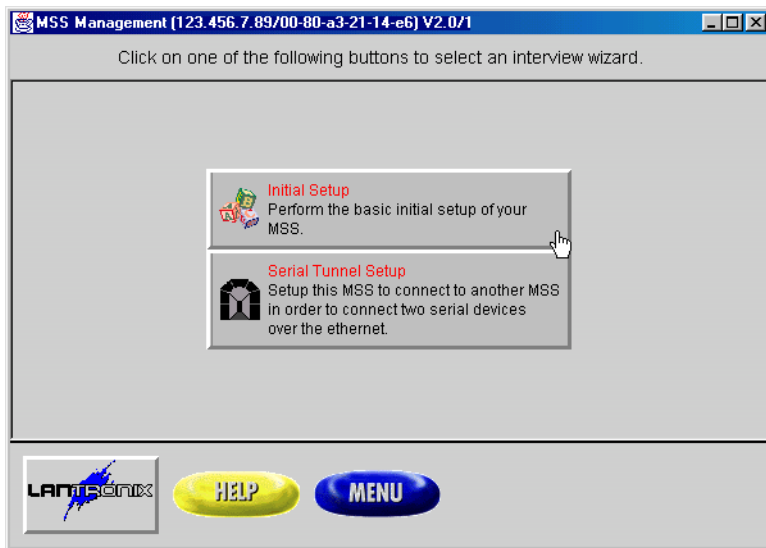 MSS Management (123.456.7.89/00-80-a3-21-14-e6) V2.0/1
Click on one of the following buttons to select an interview wizard.
Initial Setup
Perform the basic initial setup of your
MSS.
Serial Tunnel Setup
Setup this MSS to connect to another MSS
in order to connect two serial devices
over the ethernet.
LANTRONIX
HELP
MENU